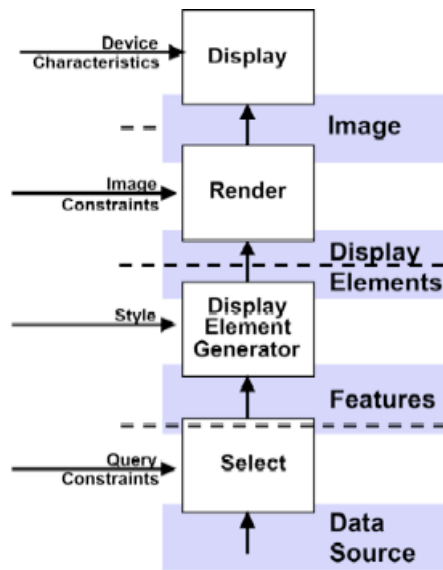 Device
Characteristics
Display
Image
Image
Constraints
Render
Display
Elements
Style
Display
Element
Generator
Features
Query
Constraints
Select
Data
Source